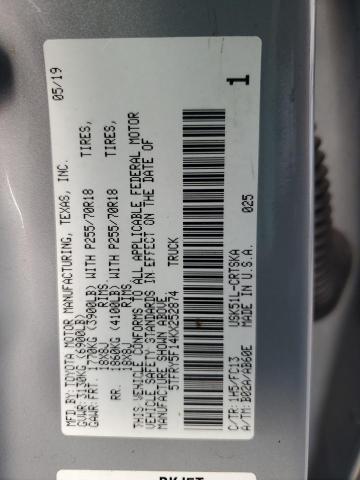 MFD. BY: TOYOTA MOTOR MANUFACTURING, TEXAS, INC. 05/19
GVWR: 3130KG (6900LB)
GAWR: FRT. 1770KG (3900LB) WITH P255/70R18 TIRES,
18X8J RIMS,
RR. 1860KG (4100LB) WITH P255/70R18 TIRES,
18X8J RIMS,
THIS VEHICLE CONFORMS TO ALL APPLICABLE FEDERAL MOTOR
VEHICLE SAFETY STANDARDS IN EFFECT ON THE DATE OF
MANUFACTURE SHOWN ABOVE.
5TFRY5F14KX252874 TRUCK
1
USK61L-CRTSKA
C/TR: 1H5/FC13 025
A/TM: B02A/AB60E MADE IN U.S.A.